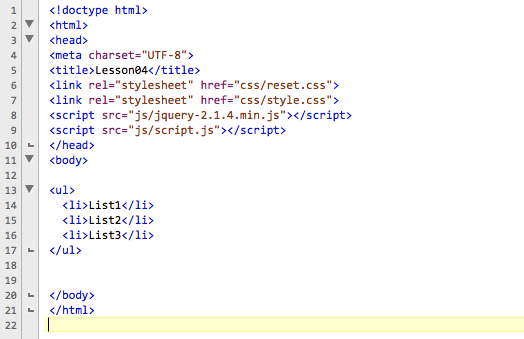 1 <!doctype html>
2 <html>
3 <head>
4 <meta charset="UTF-8">
5 <title>Lesson04</title>
6 <link rel="stylesheet" href="css/reset.css">
7 <link rel="stylesheet" href="css/style.css">
8 <script src="js/jquery-2.1.4.min.js"></script>
9 <script src="js/script.js"></script>
10 </head>
11 <body>
12
13 <ul>
14   <li>List1</li>
15   <li>List2</li>
16   <li>List3</li>
17 </ul>
18
19
20 </body>
21 </html>
22